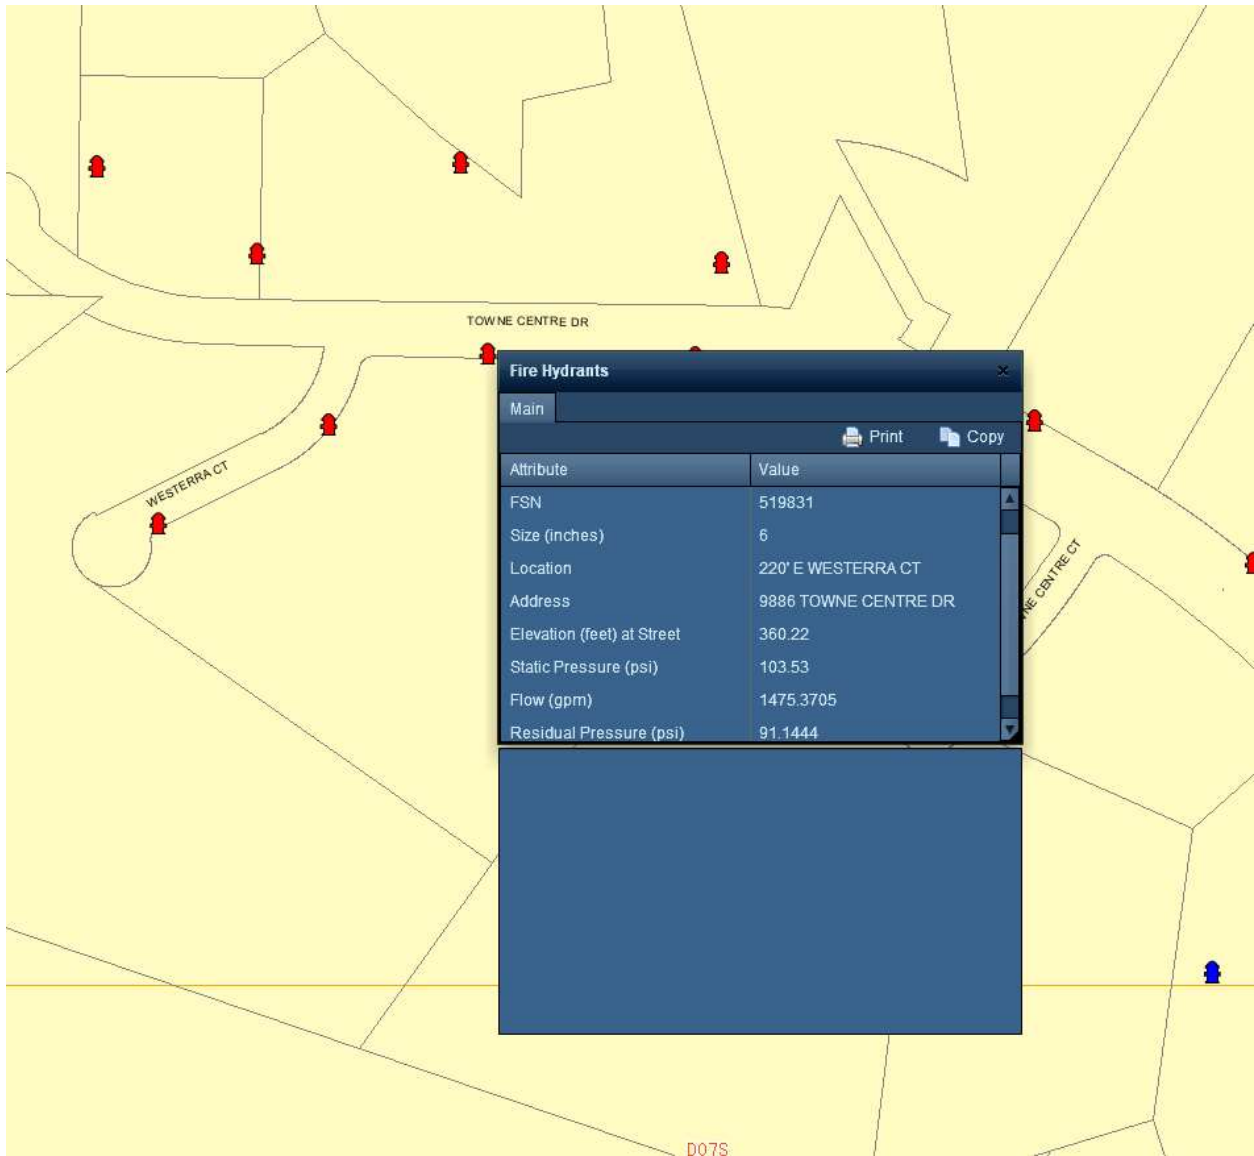 TOWNE CENTRE DR
Fire Hydrants
Main
Print Copy
Attribute Value
FSN 519831
Size (inches) 6
Location 220' E WESTERRA CT
Address 9886 TOWNE CENTRE DR
Elevation (feet) at Street 360.22
Static Pressure (psi) 103.53
Flow (gpm) 1475.3705
Residual Pressure (psi) 91.1444
WESTERRA CT
NE CENTRE CT
D07S